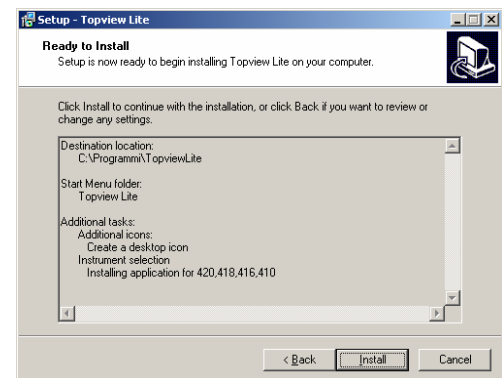 Setup - Topview Lite
Ready to Install
Setup is now ready to begin installing Topview Lite on your computer.
Click Install to continue with the installation, or click Back if you want to review or
change any settings.
Destination location:
C:\Programmi\TopviewLite
Start Menu folder:
Topview Lite
Additional tasks:
Additional icons:
Create a desktop icon
Instrument selection
Installing application for 420,418,416,410
< Back
Install
Cancel